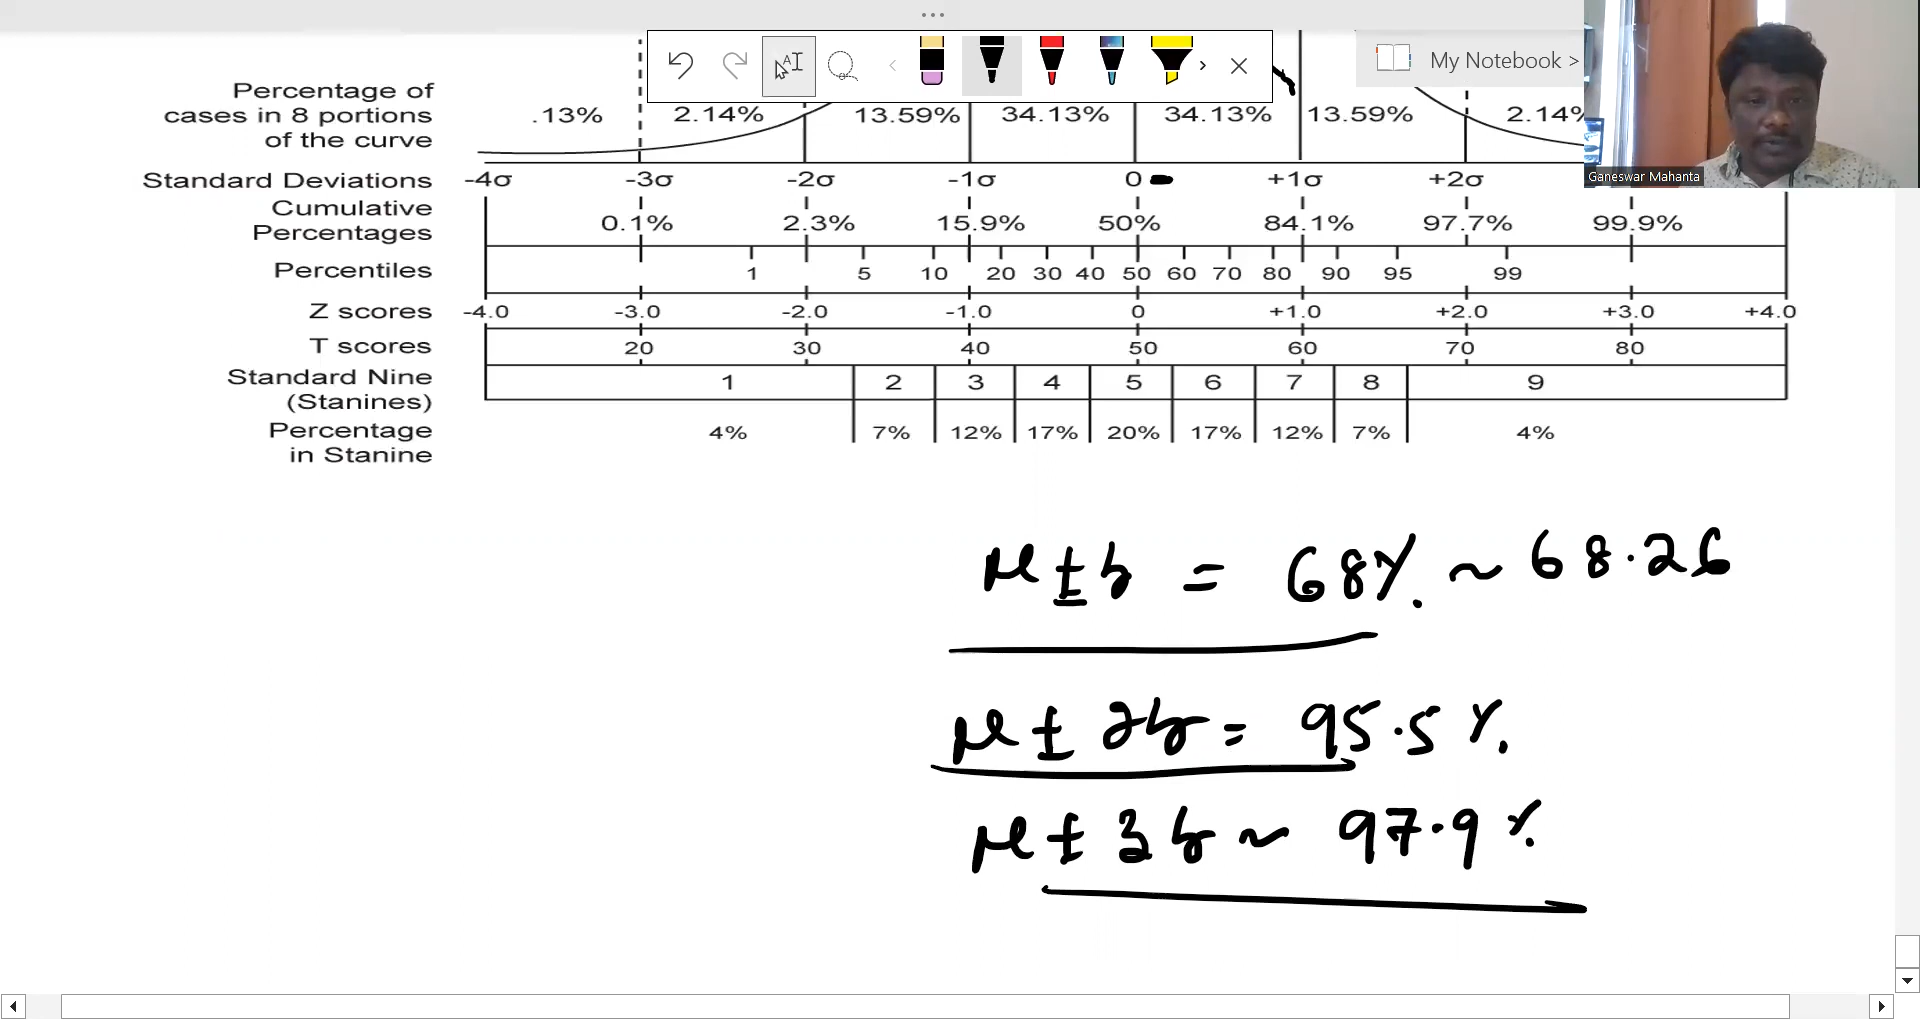 My Notebook >
Ganeswar Mahanta
Percentage of
cases in 8 portions
of the curve
.13% 2.14% 13.59% 34.13% 34.13% 13.59% 2.14%
Standard Deviations -4σ -3σ -2σ -1σ 0 +1σ +2σ
Cumulative
Percentages
0.1% 2.3% 15.9% 50% 84.1% 97.7% 99.9%
Percentiles 1 5 10 20 30 40 50 60 70 80 90 95 99
Z scores -4.0 -3.0 -2.0 -1.0 0 +1.0 +2.0 +3.0 +4.0
T scores 20 30 40 50 60 70 80
Standard Nine
(Stanines)
1 2 3 4 5 6 7 8 9
Percentage
in Stanine
4% 7% 12% 17% 20% 17% 12% 7% 4%
μ ± σ = 68% ~ 68.26
μ ± 2σ = 95.5%
μ ± 3σ ~ 97.9%